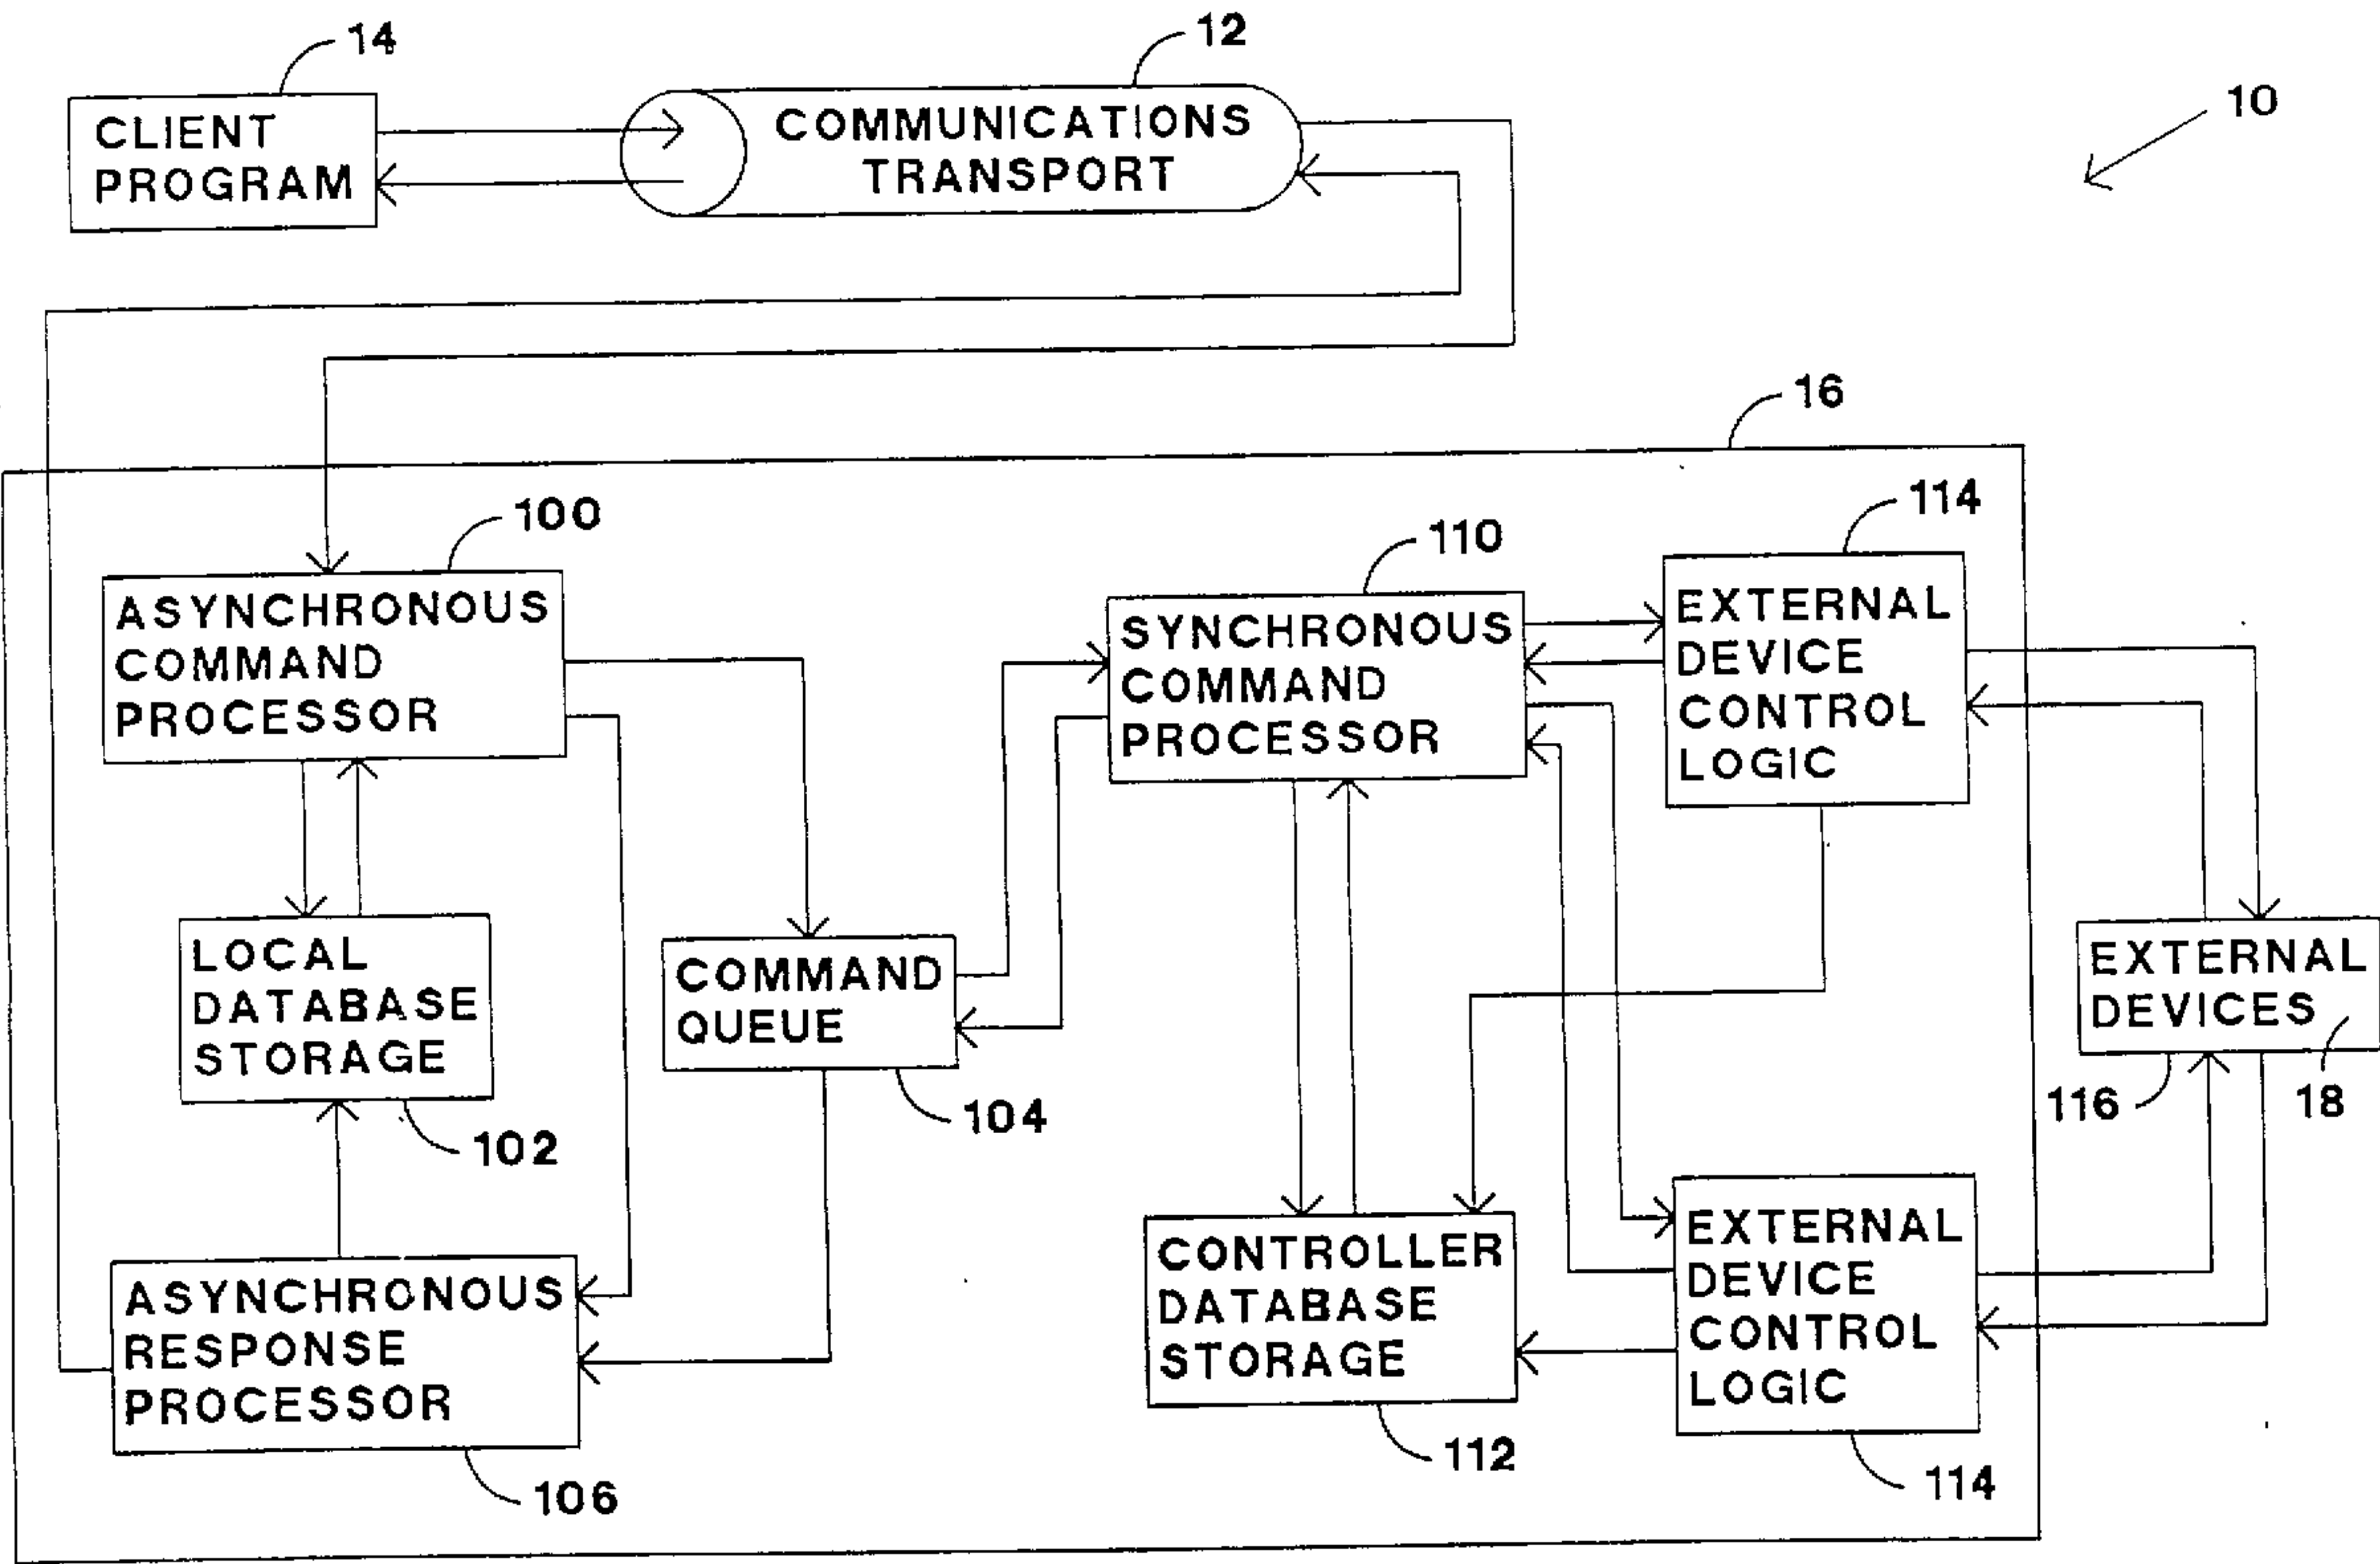 14
12
10
CLIENT
PROGRAM
COMMUNICATIONS
TRANSPORT
16
100
110
114
ASYNCHRONOUS
COMMAND
PROCESSOR
SYNCHRONOUS
COMMAND
PROCESSOR
EXTERNAL
DEVICE
CONTROL
LOGIC
LOCAL
DATABASE
STORAGE
102
COMMAND
QUEUE
104
EXTERNAL
DEVICES
116
18
ASYNCHRONOUS
RESPONSE
PROCESSOR
106
CONTROLLER
DATABASE
STORAGE
112
EXTERNAL
DEVICE
CONTROL
LOGIC
114